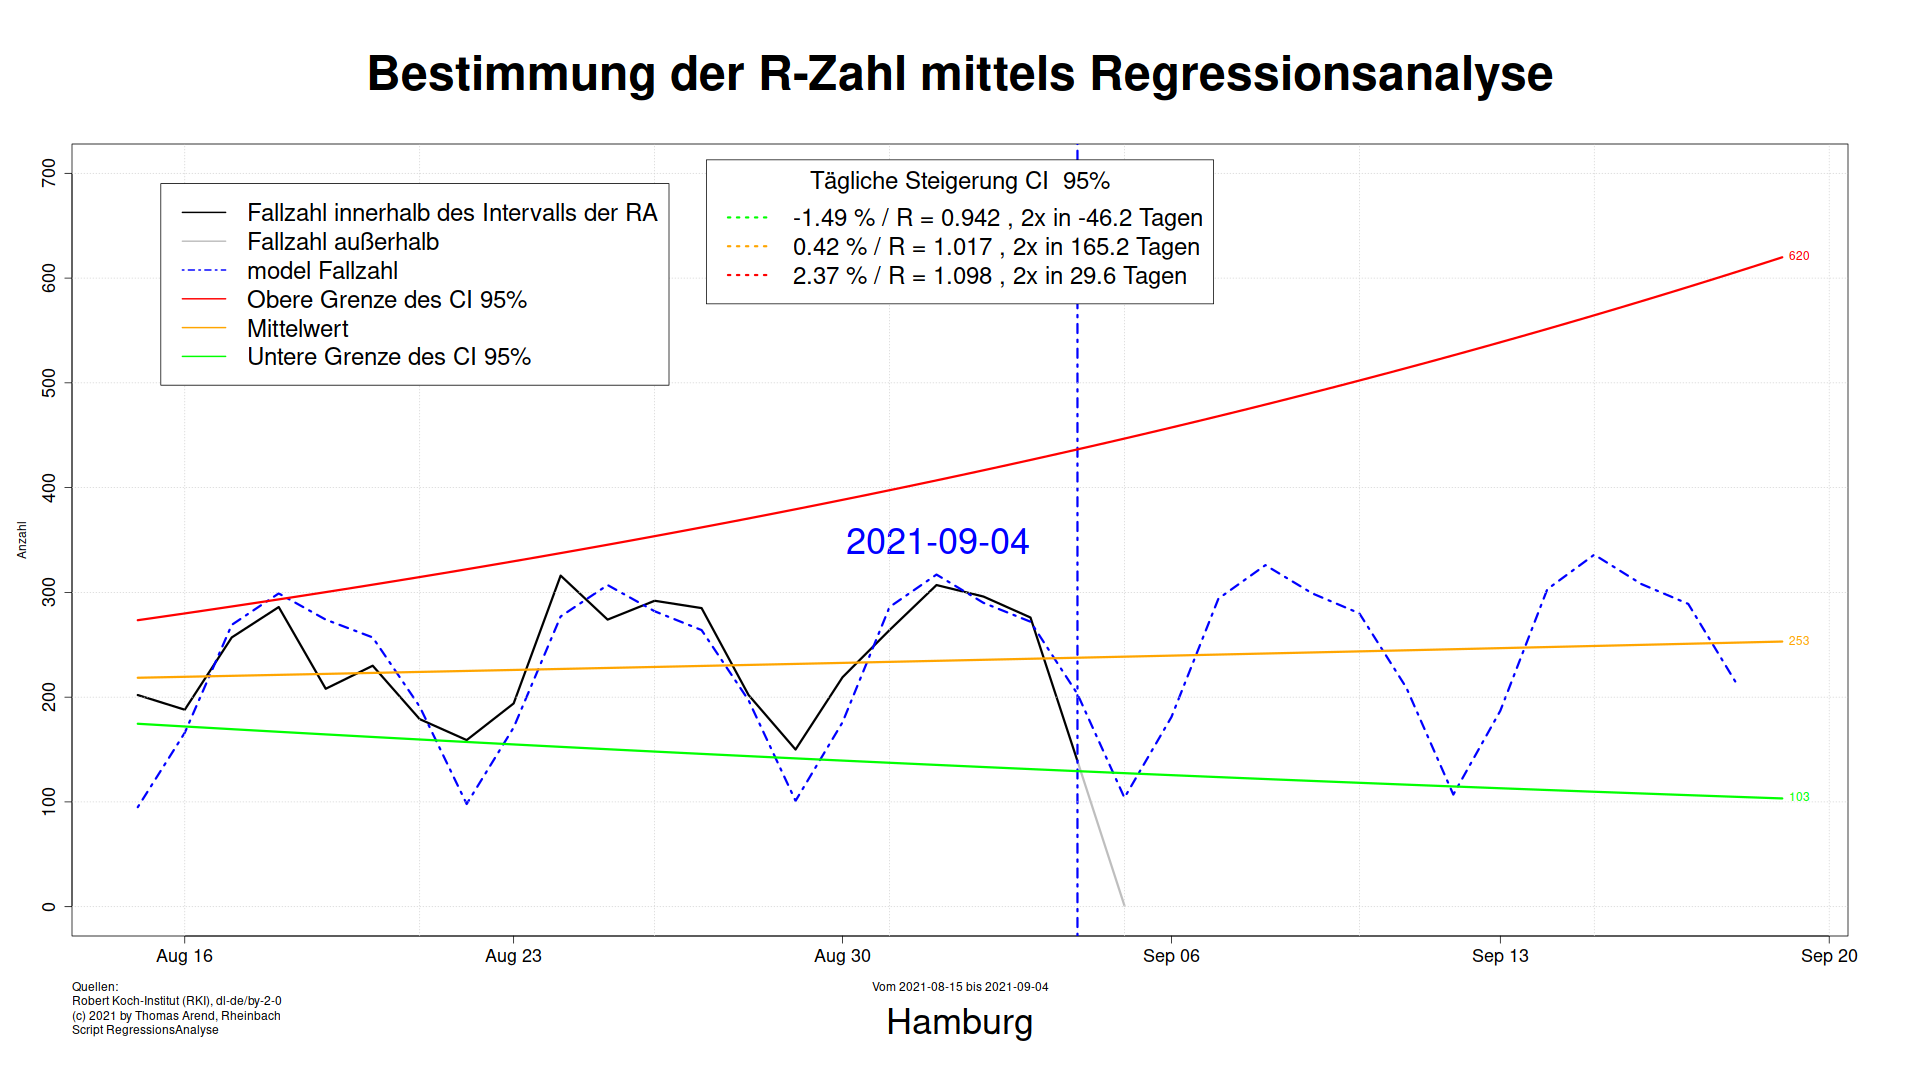 Bestimmung der R-Zahl mittels Regressionsanalyse
Fallzahl innerhalb des Intervalls der RA
Fallzahl außerhalb
model Fallzahl
Obere Grenze des CI 95%
Mittelwert
Untere Grenze des CI 95%
Tägliche Steigerung CI  95%
-1.49 % / R = 0.942 , 2x in -46.2 Tagen
0.42 % / R = 1.017 , 2x in 165.2 Tagen
2.37 % / R = 1.098 , 2x in 29.6 Tagen
700
600
500
400
300
200
100
0
Anzahl
2021-09-04
620
253
103
Aug 16
Aug 23
Aug 30
Sep 06
Sep 13
Sep 20
Quellen:
Robert Koch-Institut (RKI), dl-de/by-2-0
(c) 2021 by Thomas Arend, Rheinbach
Script RegressionsAnalyse
Vom 2021-08-15 bis 2021-09-04
Hamburg